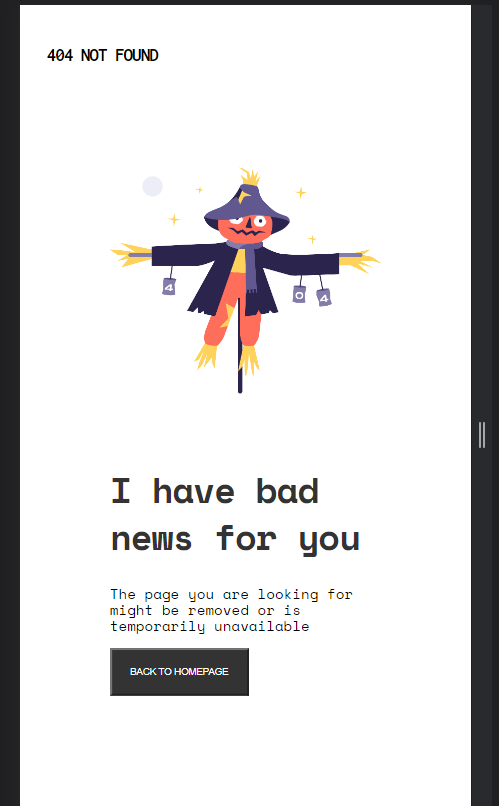 404 NOT FOUND
4
0 4
I have bad
news for you
The page you are looking for
might be removed or is
temporarily unavailable
BACK TO HOMEPAGE